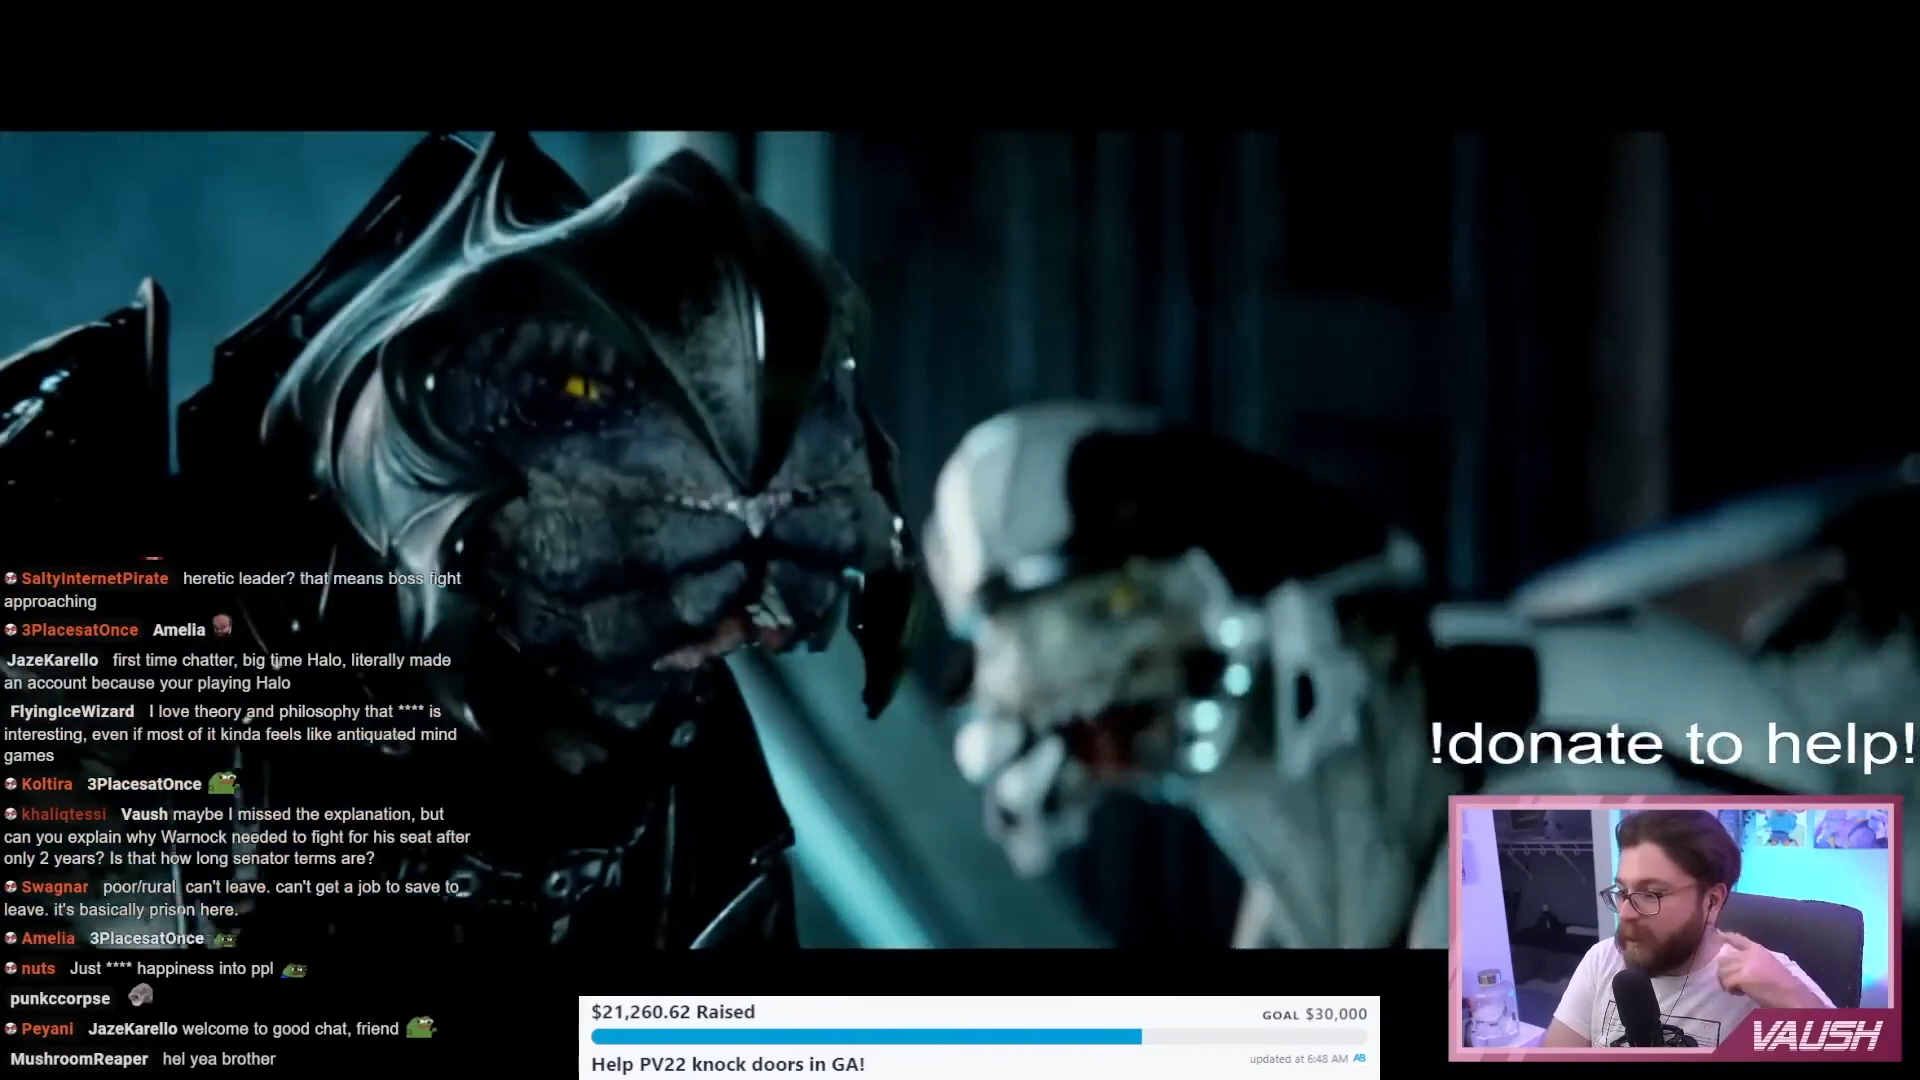 SaltyInternetPirate heretic leader? that means boss fight
approaching
3PlacesatOnce Amelia
JazeKarello first time chatter, big time Halo, literally made
an account because your playing Halo
FlyingIceWizard I love theory and philosophy that **** is
interesting, even if most of it kinda feels like antiquated mind
games
Koltira 3PlacesatOnce
khaliqtessi Vaush maybe I missed the explanation, but
can you explain why Warnock needed to fight for his seat after
only 2 years? Is that how long senator terms are?
Swagnar poor/rural can't leave. can't get a job to save to
leave. it's basically prison here.
Amelia 3PlacesatOnce
nuts Just **** happiness into ppl
punkccorpse
Peyani JazeKarello welcome to good chat, friend
MushroomReaper hel yea brother
$21,260.62 Raised
GOAL $30,000
Help PV22 knock doors in GA!
updated at 6:48 AM AB
!donate to help!
VAUSH